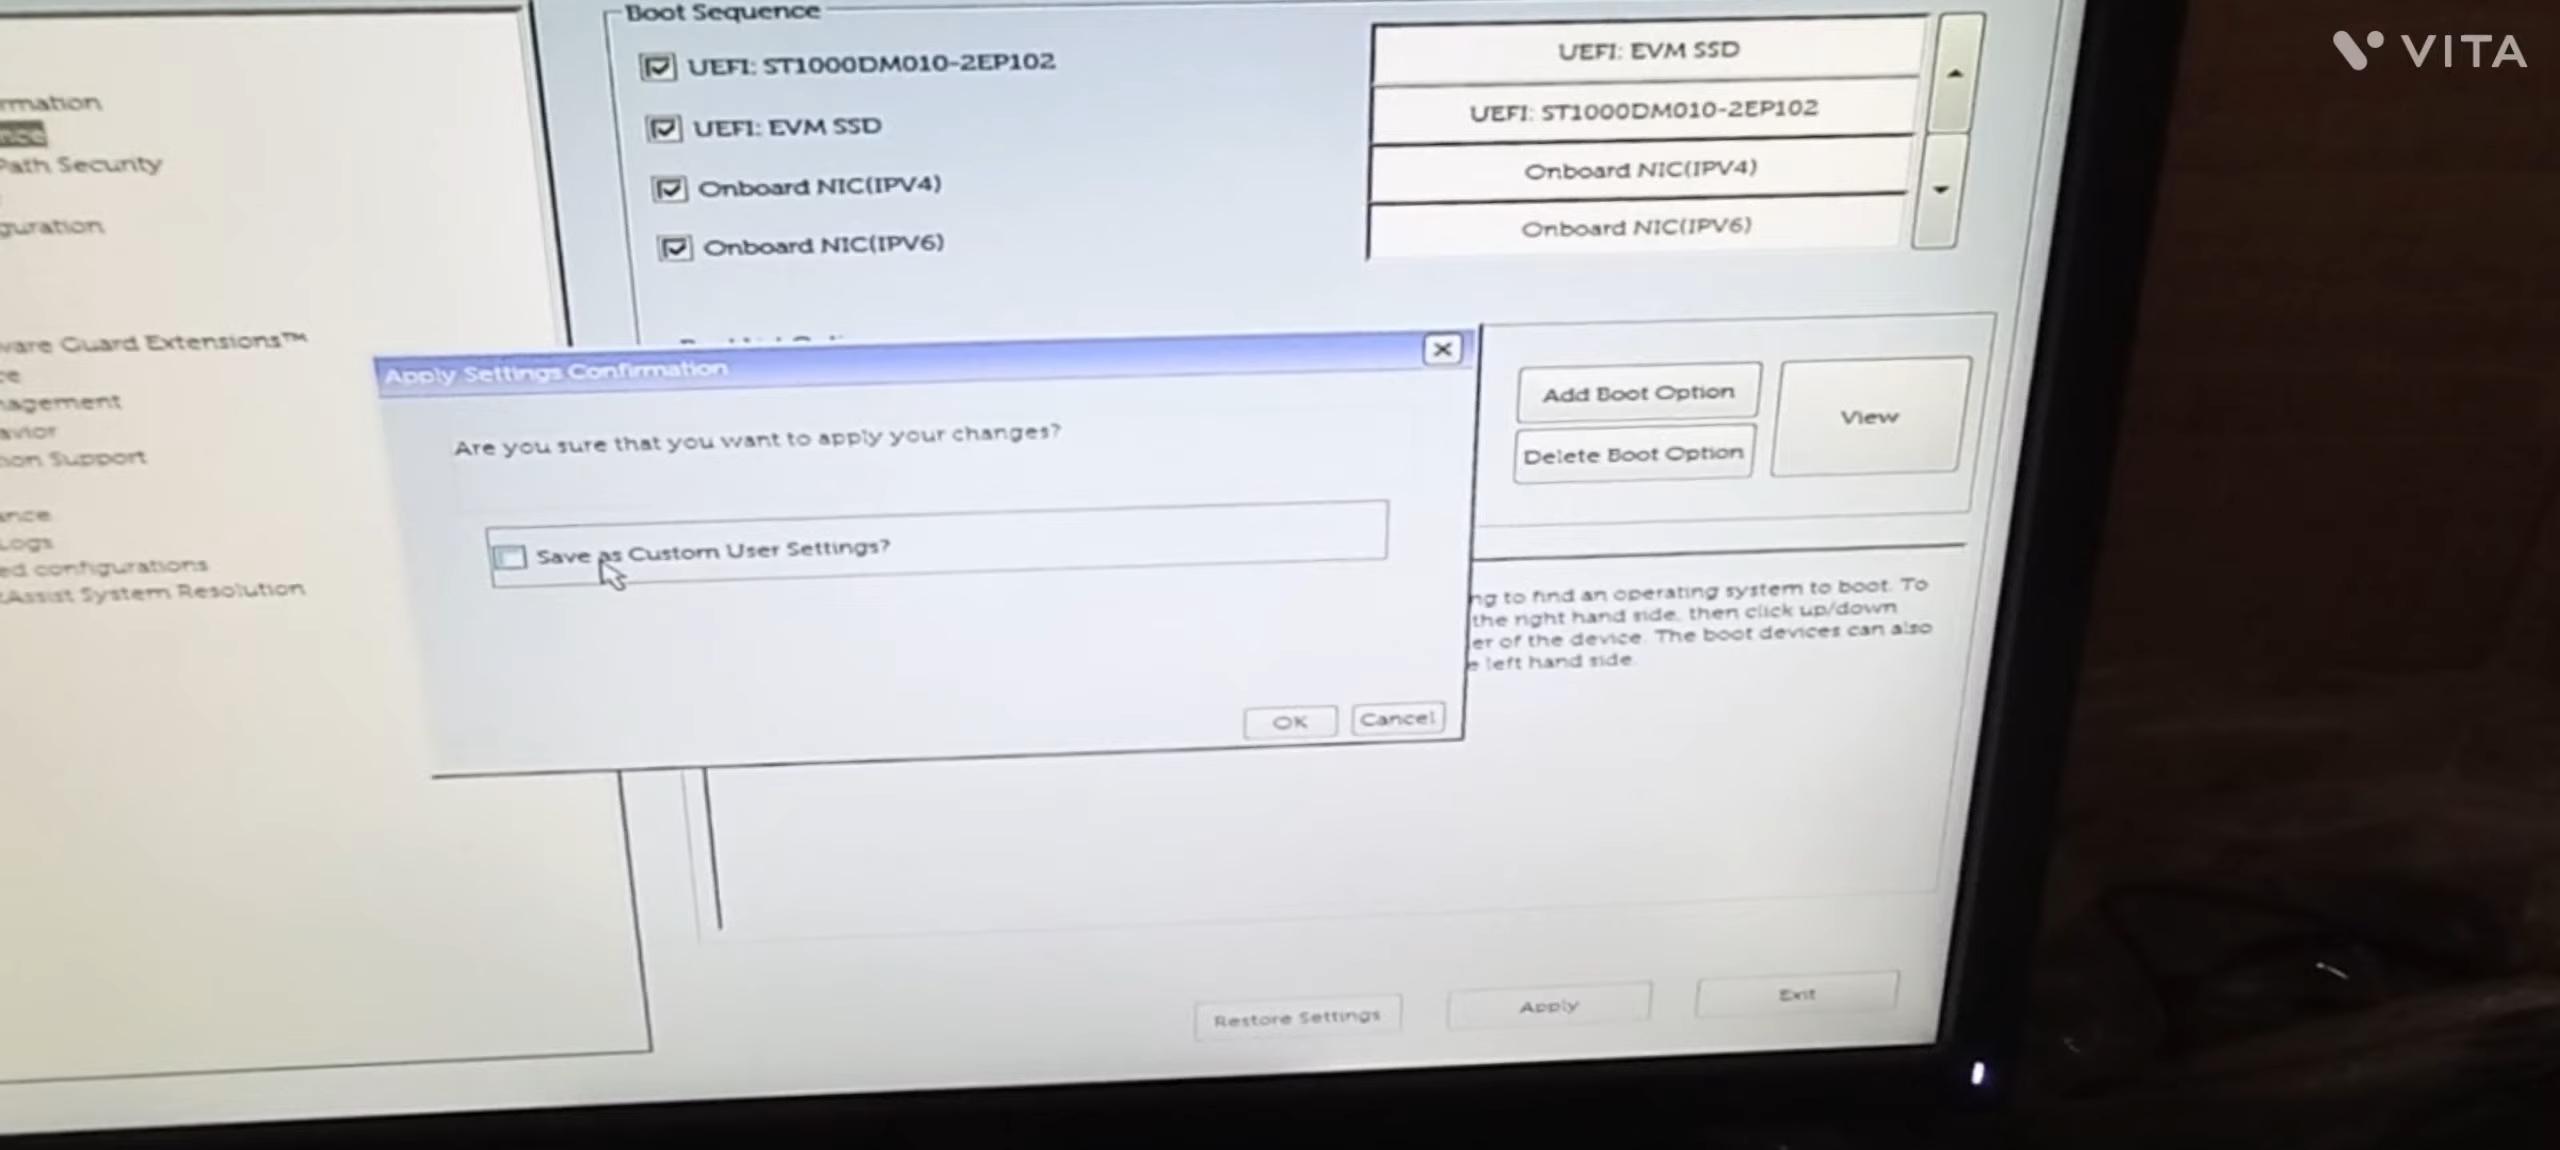 VITA
Boot Sequence
UEFI: ST1000DM010-2EP102
UEFI: EVM SSD
Onboard NIC(IPV4)
Onboard NIC(IPV6)
UEFI: EVM SSD
UEFI: ST1000DM010-2EP102
Onboard NIC(IPV4)
Onboard NIC(IPV6)
rmation
Path Security
guration
ware Guard Extensions™
ce
nagement
avior
ion Support
ance
Logs
ed configurations
tAssist System Resolution
Apply Settings Confirmation
Are you sure that you want to apply your changes?
Save as Custom User Settings?
OK
Cancel
Add Boot Option
Delete Boot Option
View
ng to find an operating system to boot. To
the right hand side, then click up/down
er of the device. The boot devices can also
e left hand side.
Restore Settings
Apply
Exit